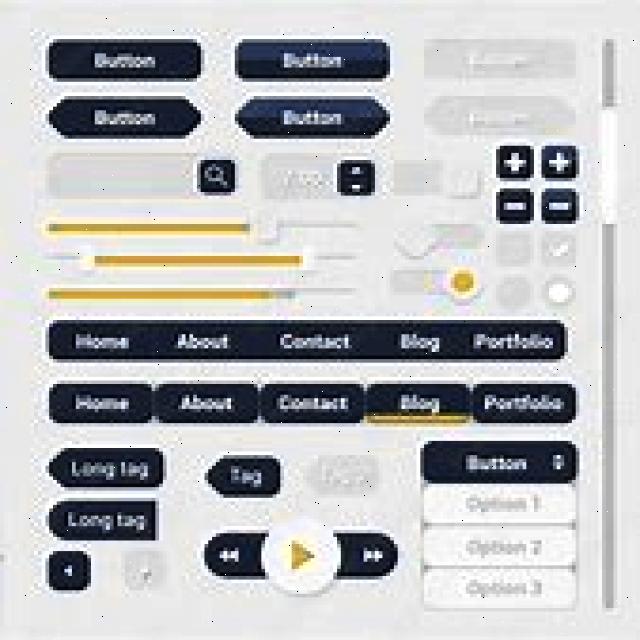 Button Button
Button Button
Home About Contact Blog Portfolio
Home About Contact Blog Portfolio
Long tag
Tag
Button
Long tag
Option 1
Option 2
Option 3